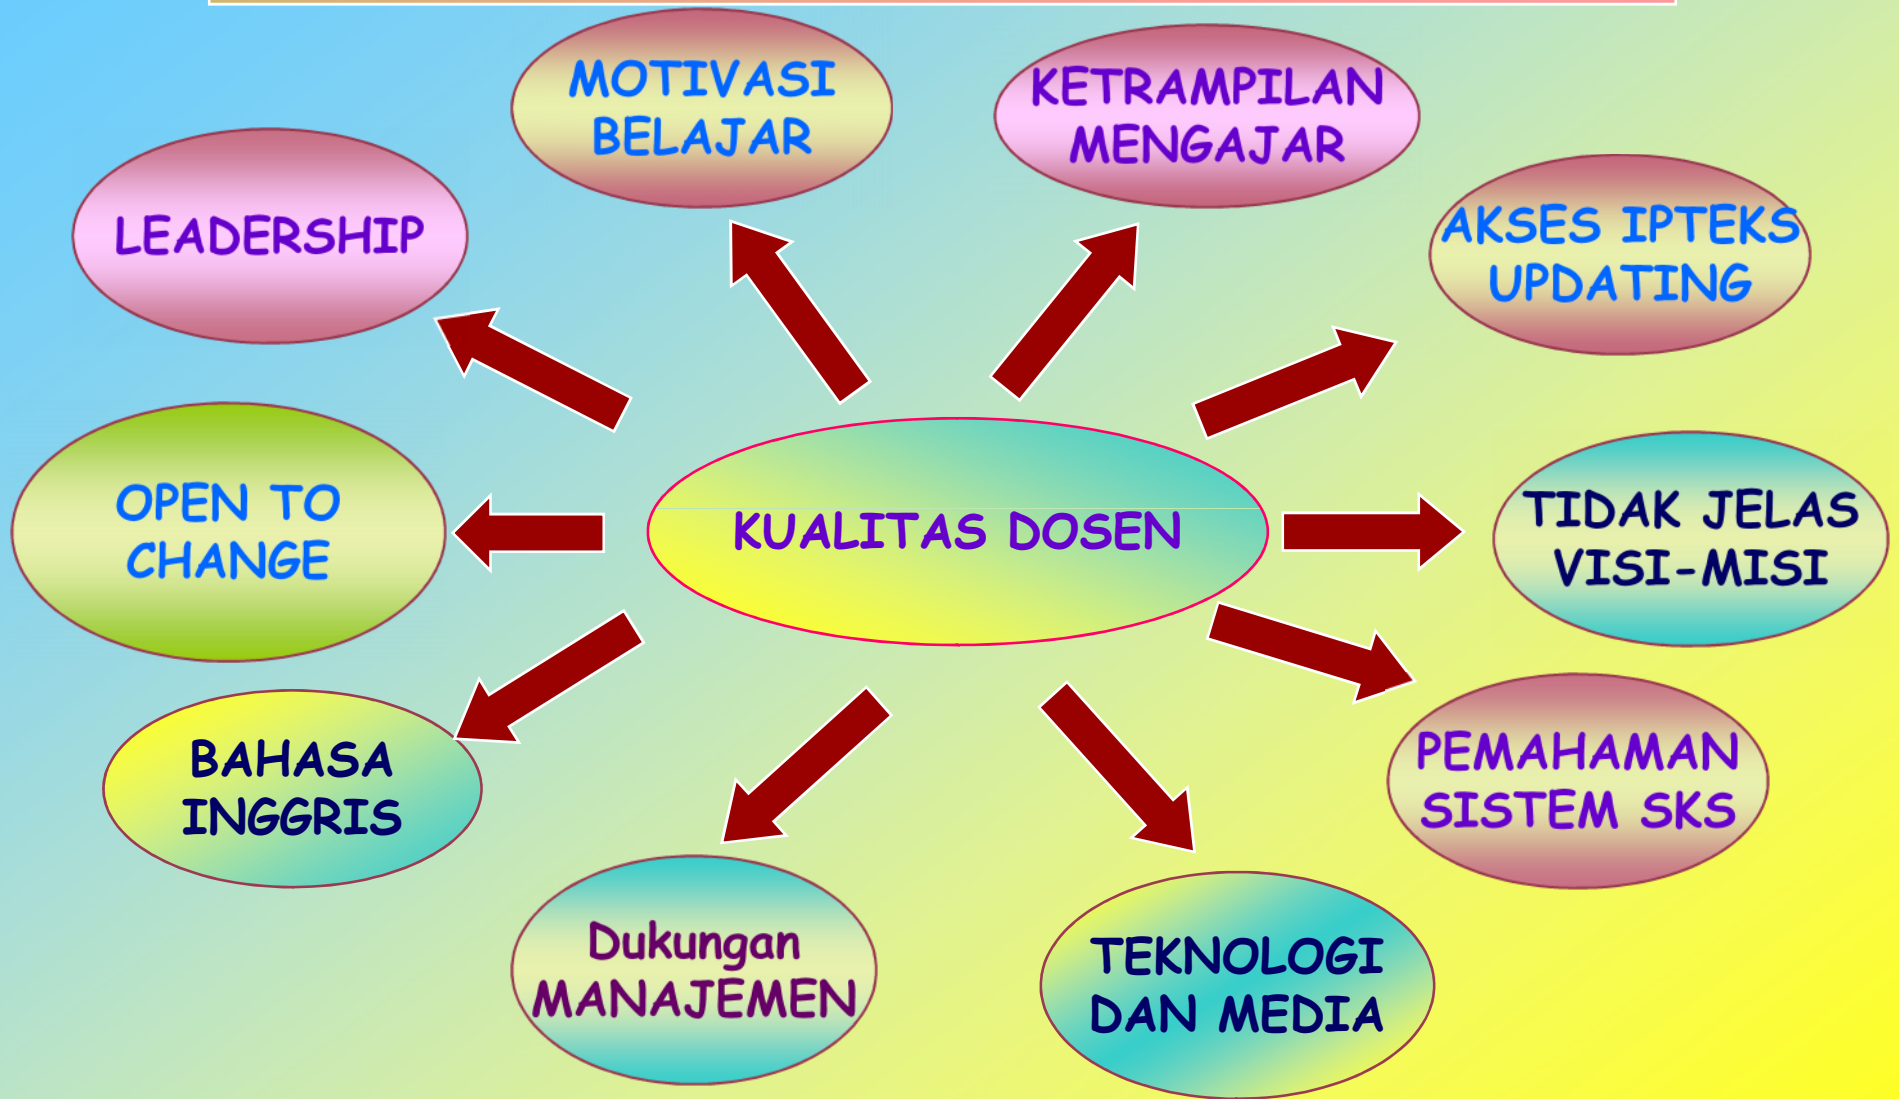 MOTIVASI
BELAJAR
KETRAMPILAN
MENGAJAR
LEADERSHIP
AKSES IPTEKS
UPDATING
OPEN TO
CHANGE
KUALITAS DOSEN
TIDAK JELAS
VISI-MISI
BAHASA
INGGRIS
PEMAHAMAN
SISTEM SKS
Dukungan
MANAJEMEN
TEKNOLOGI
DAN MEDIA